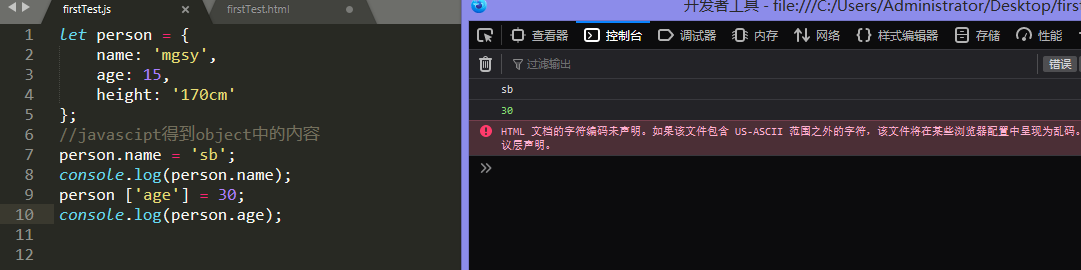 firstTest.js
firstTest.html
1 let person = {
2 name: 'mgsy',
3 age: 15,
4 height: '170cm'
5 };
6 //javascipt得到object中的内容
7 person.name = 'sb';
8 console.log(person.name);
9 person ['age'] = 30;
10 console.log(person.age);
11
12
开发者工具 - file:///C:/Users/Administrator/Desktop/firs
查看器 控制台 调试器 内存 网络 样式编辑器 存储 性能
过滤输出 错误
sb
30
HTML 文档的字符编码未声明。如果该文件包含 US-ASCII 范围之外的字符，该文件将在某些浏览器配置中呈现为乱码。
议层声明。